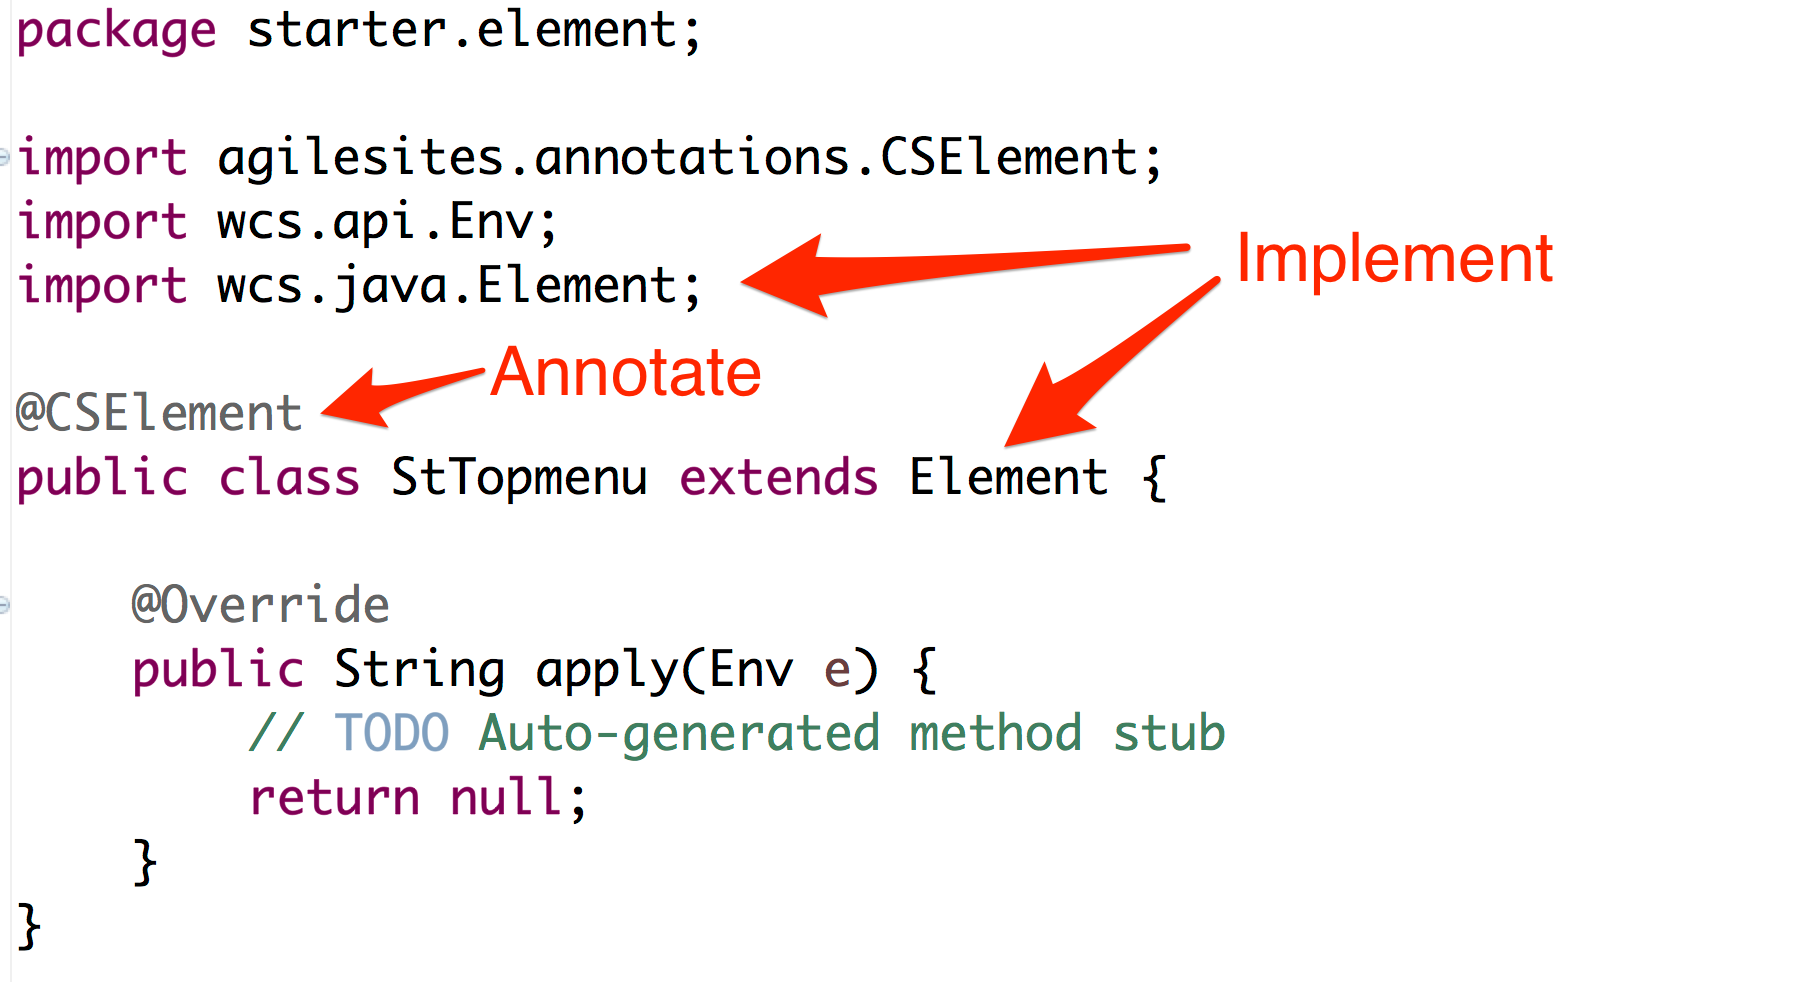 package starter.element;
import agilesites.annotations.CSElement;
import wcs.api.Env;
import wcs.java.Element;
Implement
Annotate
@CSElement
public class StTopmenu extends Element {
@Override
public String apply(Env e) {
// TODO Auto-generated method stub
return null;
}
}